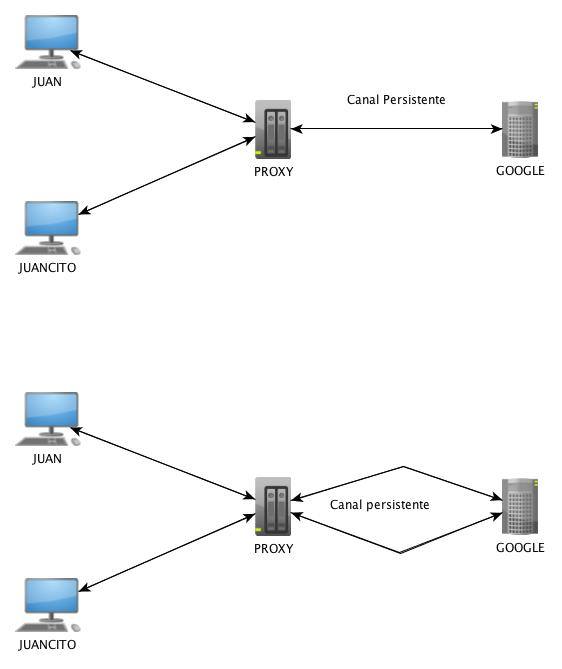 JUAN
Canal Persistente
PROXY
GOOGLE
JUANCITO
JUAN
Canal persistente
PROXY
GOOGLE
JUANCITO